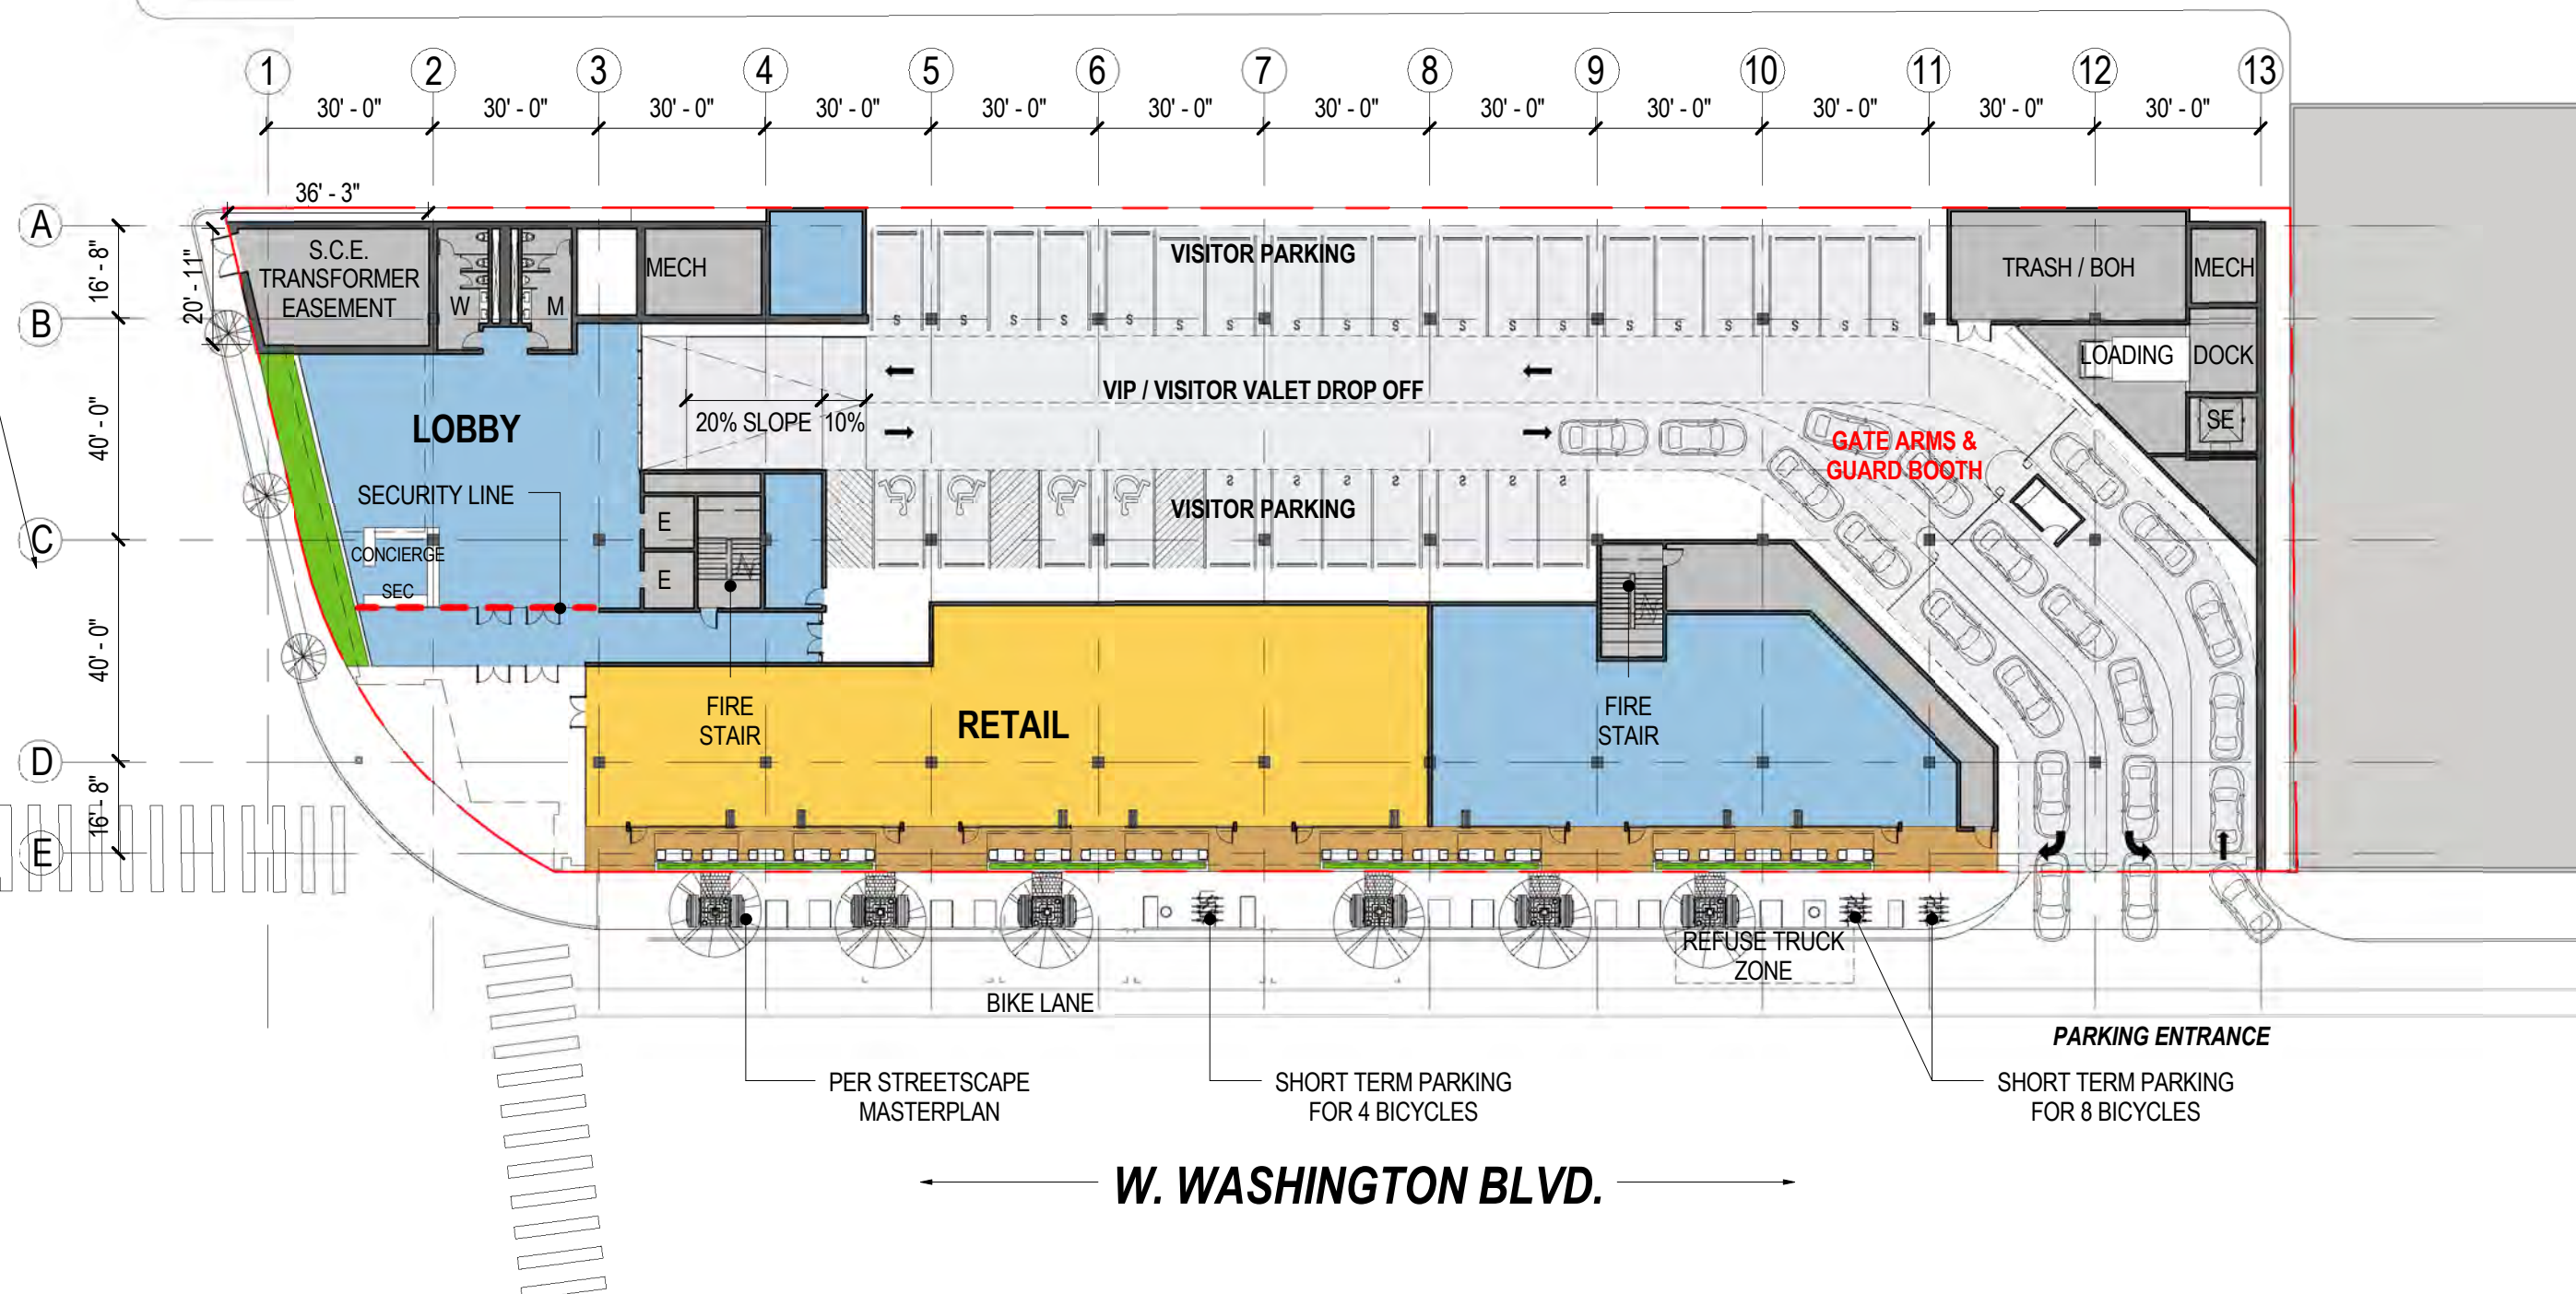 1 2 3 4 5 6 7 8 9 10 11 12 13
30' - 0" 30' - 0" 30' - 0" 30' - 0" 30' - 0" 30' - 0" 30' - 0" 30' - 0" 30' - 0" 30' - 0" 30' - 0" 30' - 0"
36' - 3"
A
16' - 8"
20' - 11"
B
40' - 0"
C
40' - 0"
D
16' - 8"
E
S.C.E.
TRANSFORMER
EASEMENT
W
M
MECH
VISITOR PARKING
TRASH / BOH
MECH
S S S S S S S S S S S S S S S S S S
LOADING DOCK
SE
VIP / VISITOR VALET DROP OFF
20% SLOPE 10%
LOBBY
GATE ARMS &
GUARD BOOTH
SECURITY LINE
S S S S S S S
VISITOR PARKING
E
E
CONCIERGE
SEC
FIRE
STAIR
RETAIL
FIRE
STAIR
REFUSE TRUCK
ZONE
BIKE LANE
PARKING ENTRANCE
PER STREETSCAPE
MASTERPLAN
SHORT TERM PARKING
FOR 4 BICYCLES
SHORT TERM PARKING
FOR 8 BICYCLES
W. WASHINGTON BLVD.